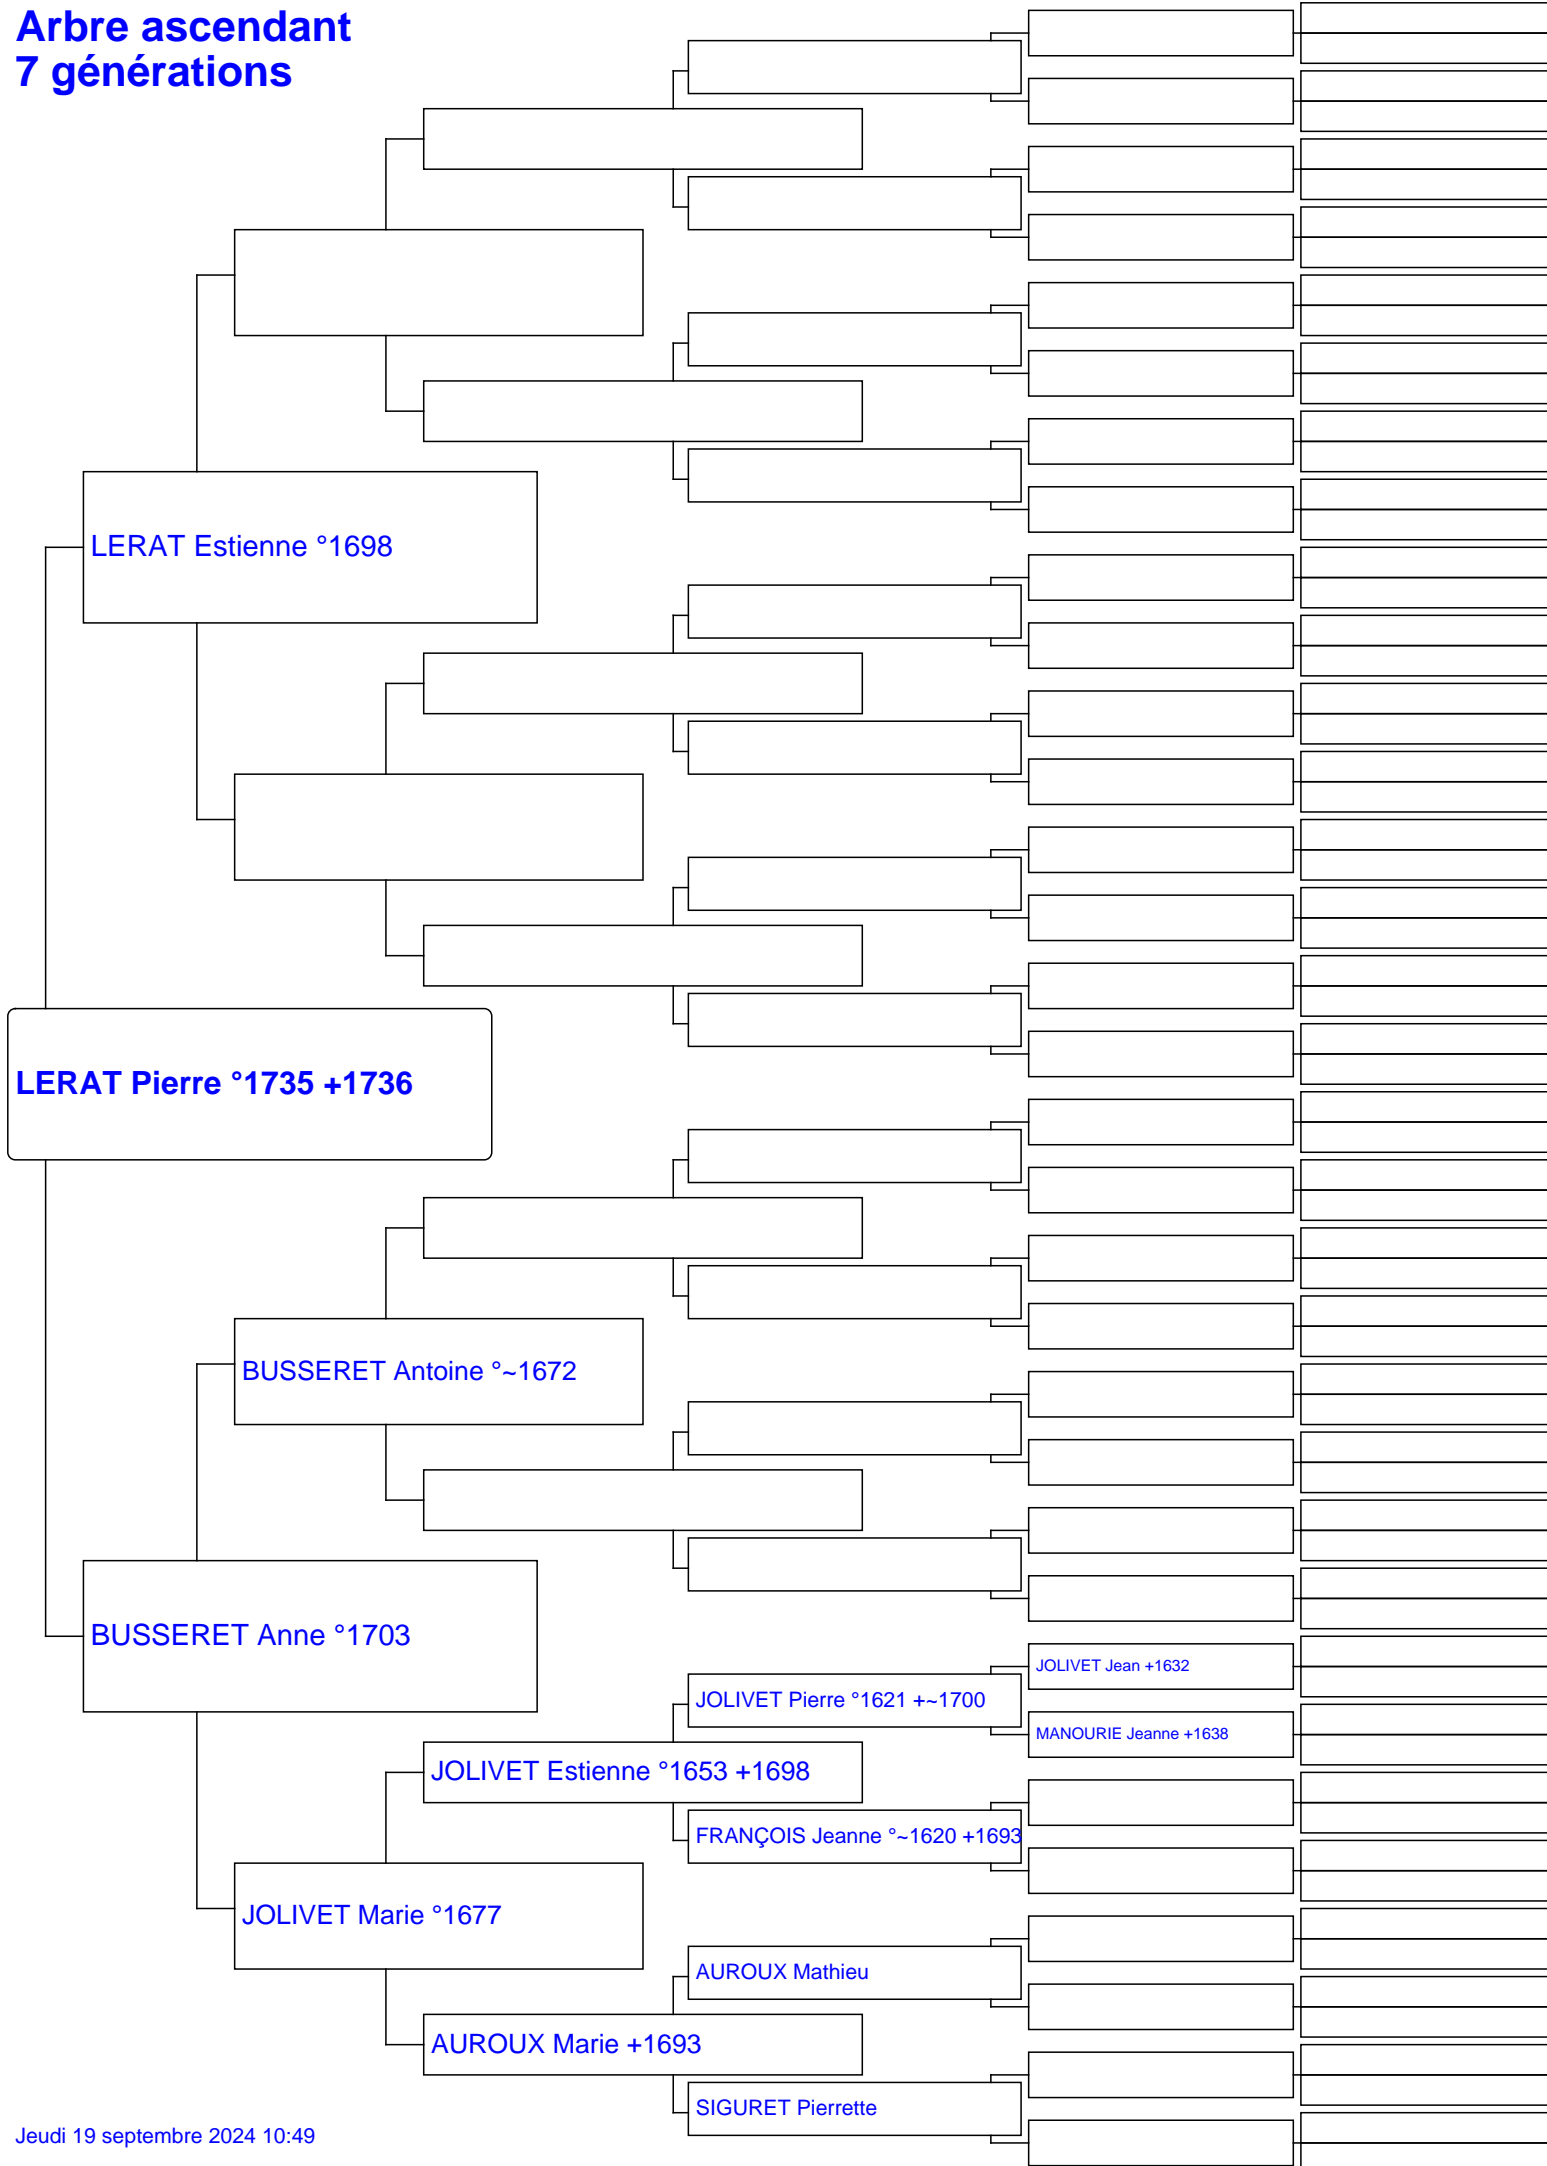 Arbre ascendant
7 générations
LERAT Estienne °1698
LERAT Pierre °1735 +1736
BUSSERET Antoine °~1672
BUSSERET Anne °1703
JOLIVET Jean +1632
JOLIVET Pierre °1621 +~1700
MANOURIE Jeanne +1638
JOLIVET Estienne °1653 +1698
FRANÇOIS Jeanne °~1620 +1693
JOLIVET Marie °1677
AUROUX Mathieu
AUROUX Marie +1693
SIGURET Pierrette
Jeudi 19 septembre 2024 10:49